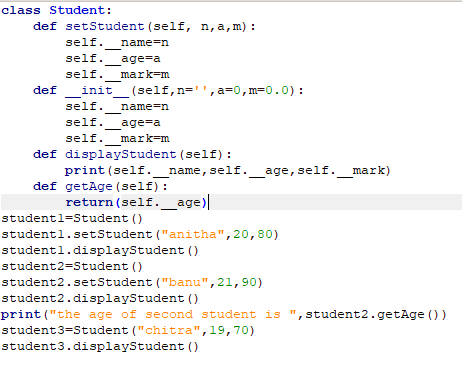 class Student:
    def setStudent(self, n,a,m):
        self.__name=n
        self.__age=a
        self.__mark=m
    def __init__(self,n='',a=0,m=0.0):
        self.__name=n
        self.__age=a
        self.__mark=m
    def displayStudent(self):
        print(self.__name,self.__age,self.__mark)
    def getAge(self):
        return(self.__age)
student1=Student()
student1.setStudent("anitha",20,80)
student1.displayStudent()
student2=Student()
student2.setStudent("banu",21,90)
student2.displayStudent()
print("the age of second student is ",student2.getAge())
student3=Student("chitra",19,70)
student3.displayStudent()